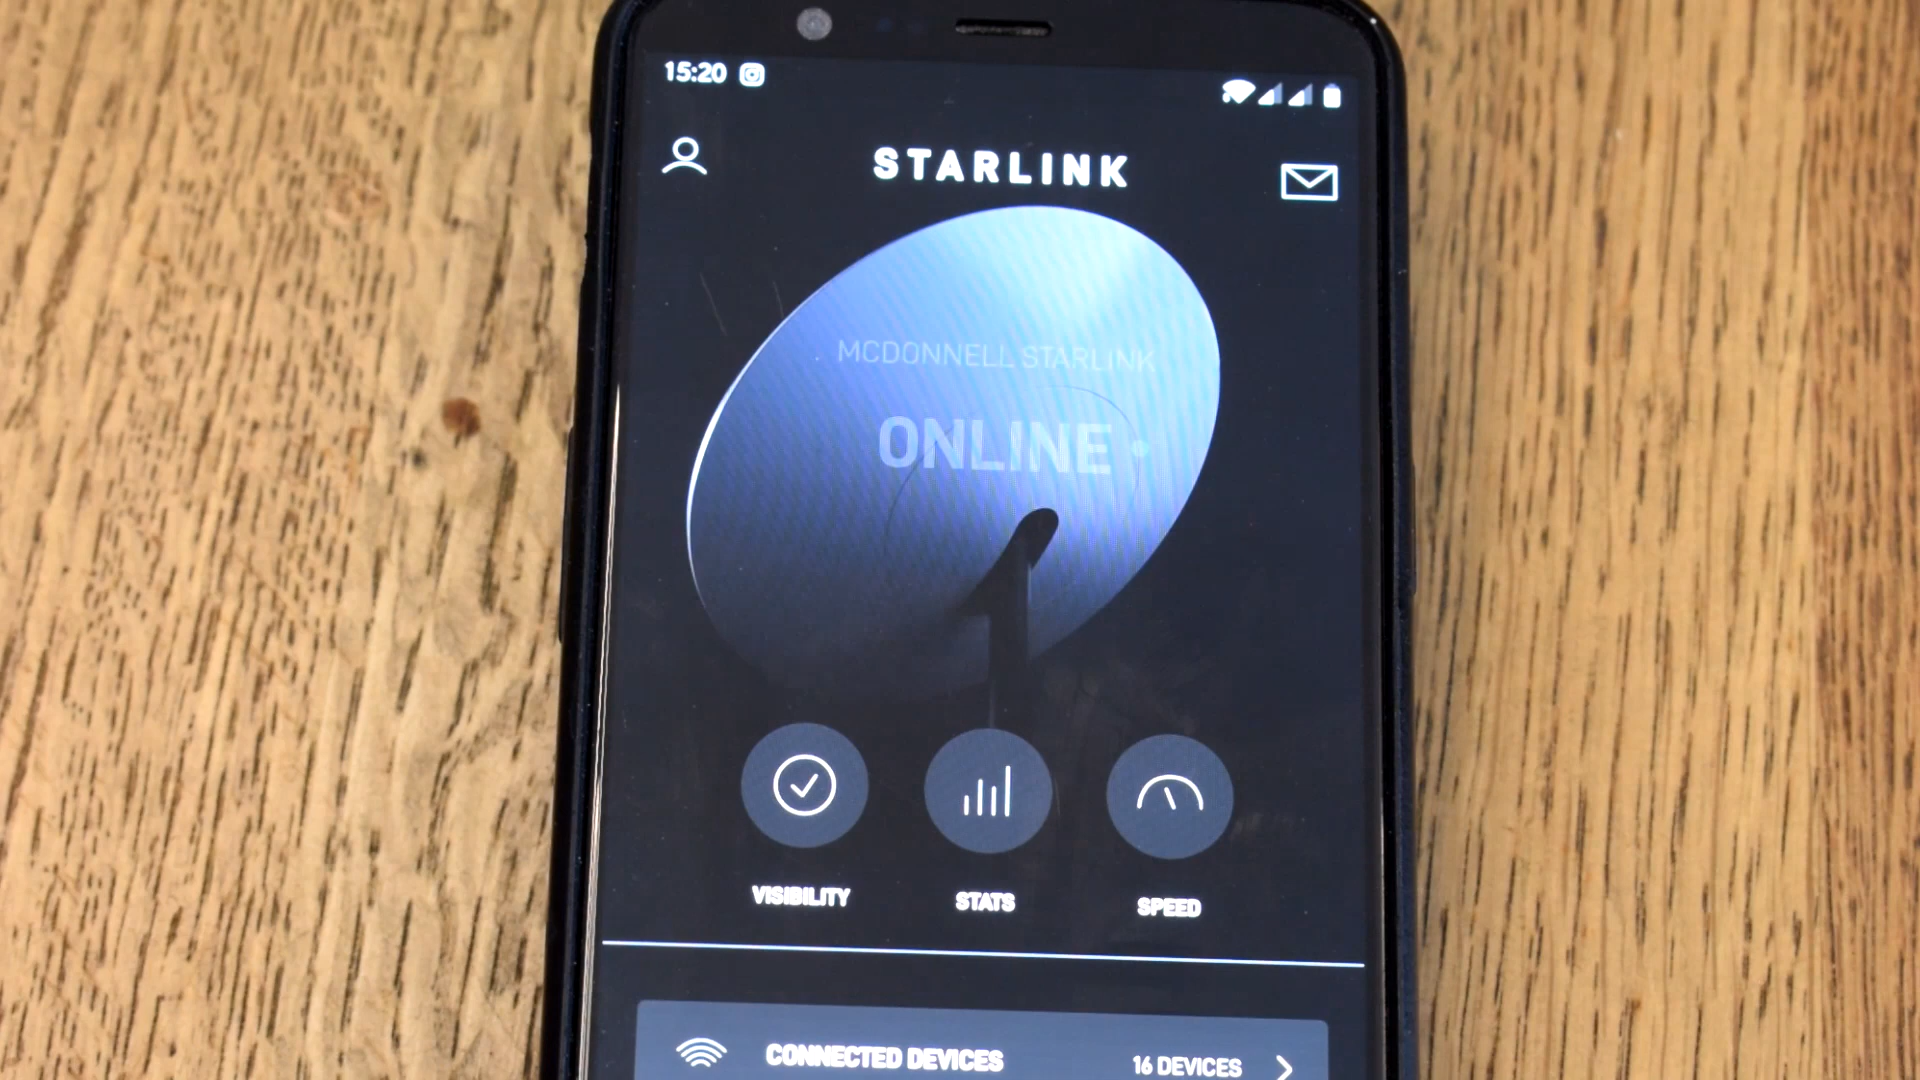 15:20
STARLINK
MCDONNELL STARLINK
ONLINE
VISIBILITY
STATS
SPEED
CONNECTED DEVICES
16 DEVICES